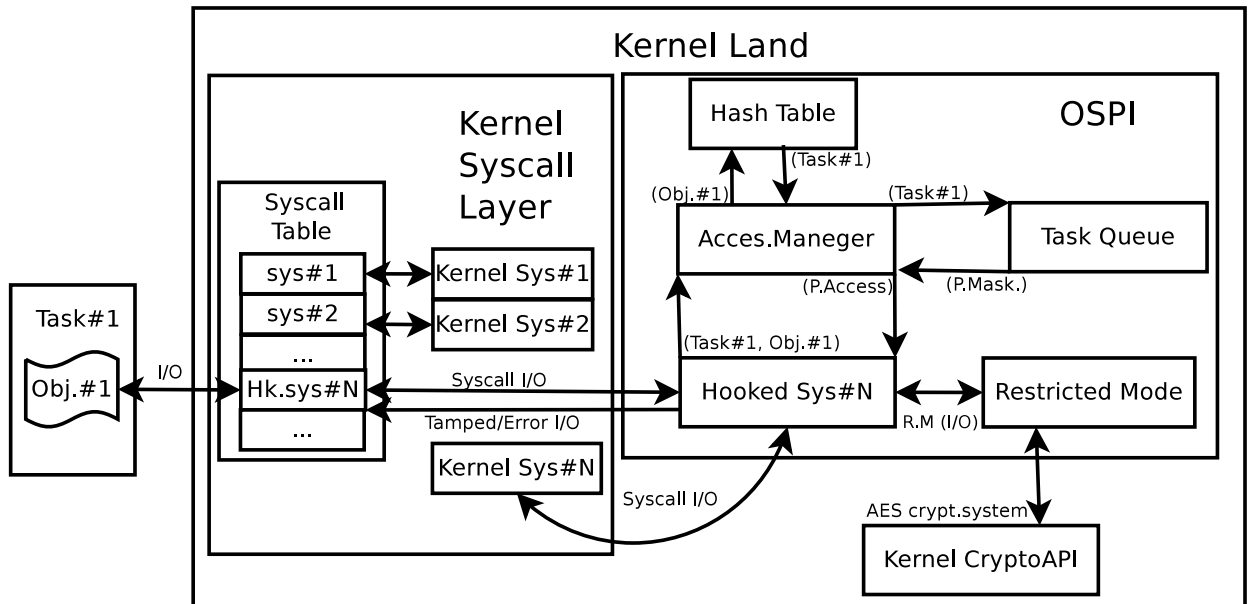 Kernel Land
Kernel
Syscall
Layer
OSPI
Hash Table
(Task#1)
(Obj.#1)
(Task#1)
Acces.Maneger
Task Queue
(P.Access)
(P.Mask.)
Syscall
Table
sys#1
Kernel Sys#1
sys#2
Kernel Sys#2
...
Task#1
Obj.#1
I/O
Hk.sys#N
Syscall I/O
(Task#1, Obj.#1)
Hooked Sys#N
Restricted Mode
R.M (I/O)
Tamped/Error I/O
...
Kernel Sys#N
Syscall I/O
AES crypt.system
Kernel CryptoAPI